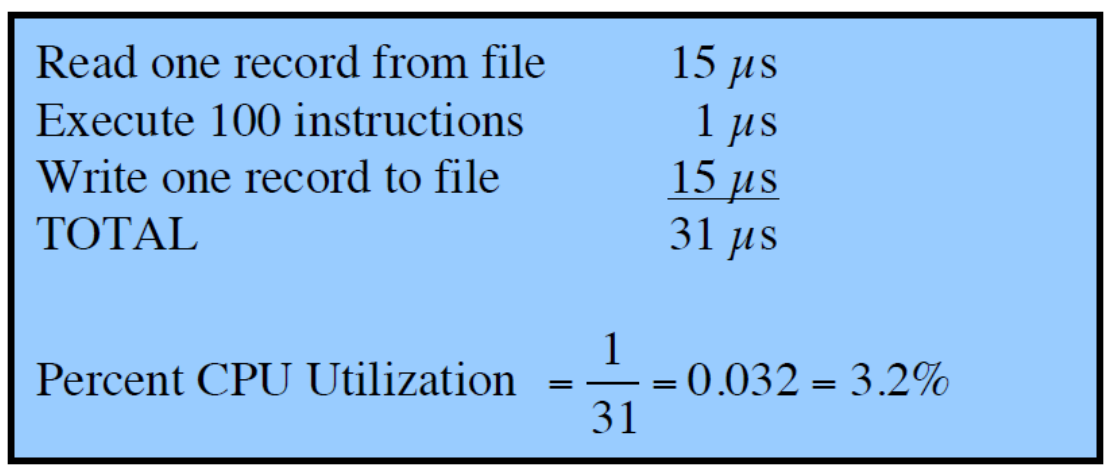 Read one record from file 15 μs
Execute 100 instructions 1 μs
Write one record to file 15 μs
TOTAL 31 μs
Percent CPU Utilization = 1/31 = 0.032 = 3.2%